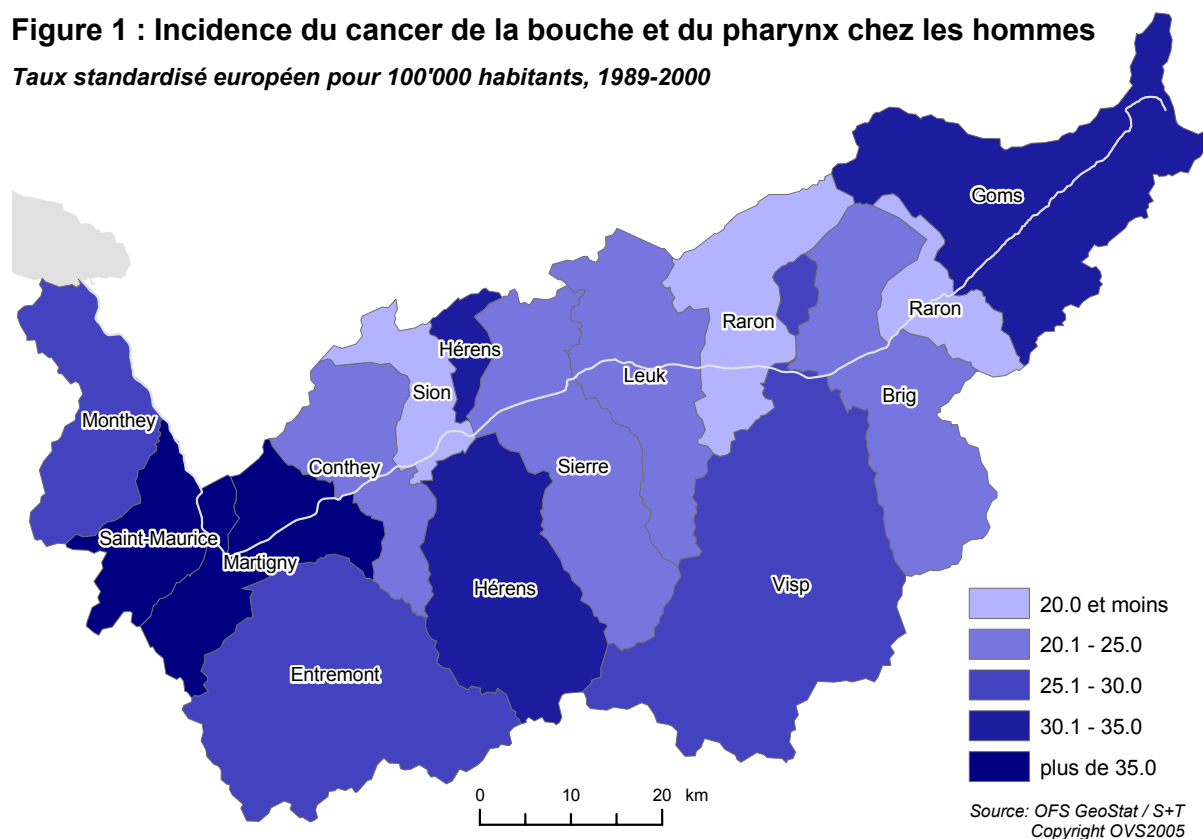 Figure 1 : Incidence du cancer de la bouche et du pharynx chez les hommes
Taux standardisé européen pour 100'000 habitants, 1989-2000
Goms
Raron
Raron
Hérens
Leuk
Sion
Brig
Monthey
Conthey
Sierre
Saint-Maurice
Martigny
Hérens
Visp
Entremont
20.0 et moins
20.1 - 25.0
25.1 - 30.0
30.1 - 35.0
plus de 35.0
0 10 20 km
Source: OFS GeoStat / S+T
Copyright OVS2005